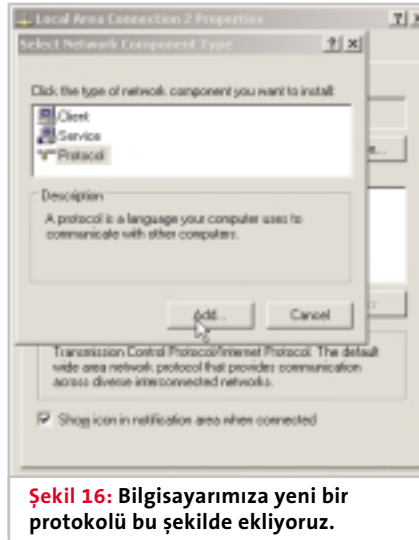 Local Area Connection 2 Properties
Select Network Component Type
Click the type of network component you want to install:
Client
Service
Protocol
Description
A protocol is a language your computer uses to
communicate with other computers.
Add...
Cancel
Transmission Control Protocol/Internet Protocol. The default
wide area network protocol that provides communication
across diverse interconnected networks.
Show icon in notification area when connected
Şekil 16: Bilgisayarımıza yeni bir
protokolü bu şekilde ekliyoruz.